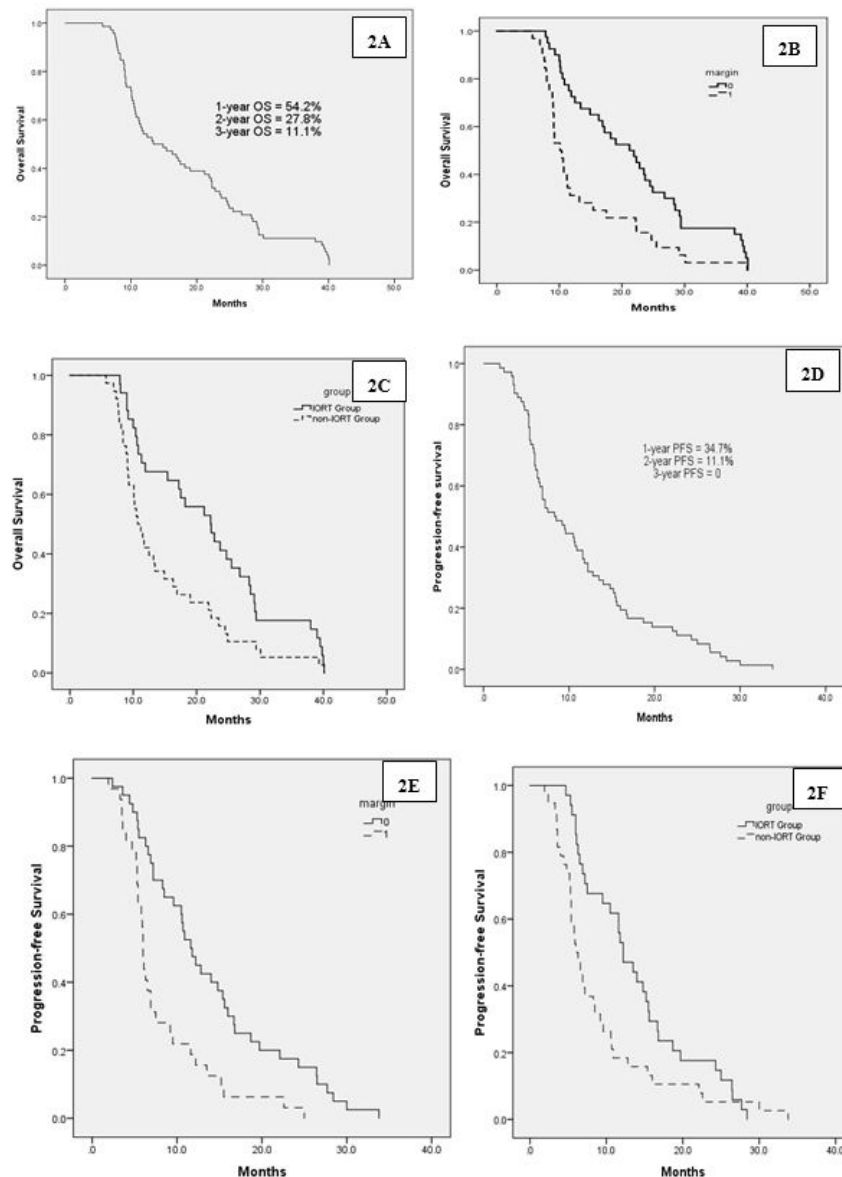 2A
1-year OS = 54.2%
2-year OS = 27.8%
3-year OS = 11.1%
Overall Survival
1.0
0.8
0.6
0.4
0.2
0.0
.0 10.0 20.0 30.0 40.0 50.0
Months
2B
margin
0
1
Overall Survival
1.0
0.8
0.6
0.4
0.2
0.0
.0 10.0 20.0 30.0 40.0 50.0
Months
2C
group
IORT Group
non-IORT Group
Overall Survival
1.0
0.8
0.6
0.4
0.2
0.0
.0 10.0 20.0 30.0 40.0 50.0
Months
2D
1-year PFS = 34.7%
2-year PFS = 11.1%
3-year PFS = 0
Progression-free Survival
1.0
0.8
0.6
0.4
0.2
0.0
.0 10.0 20.0 30.0 40.0
Months
2E
margin
0
1
Progression-free Survival
1.0
0.8
0.6
0.4
0.2
0.0
.0 10.0 20.0 30.0 40.0
Months
2F
group
IORT Group
non-IORT Group
Progression-free Survival
1.0
0.8
0.6
0.4
0.2
0.0
.0 10.0 20.0 30.0 40.0
Months